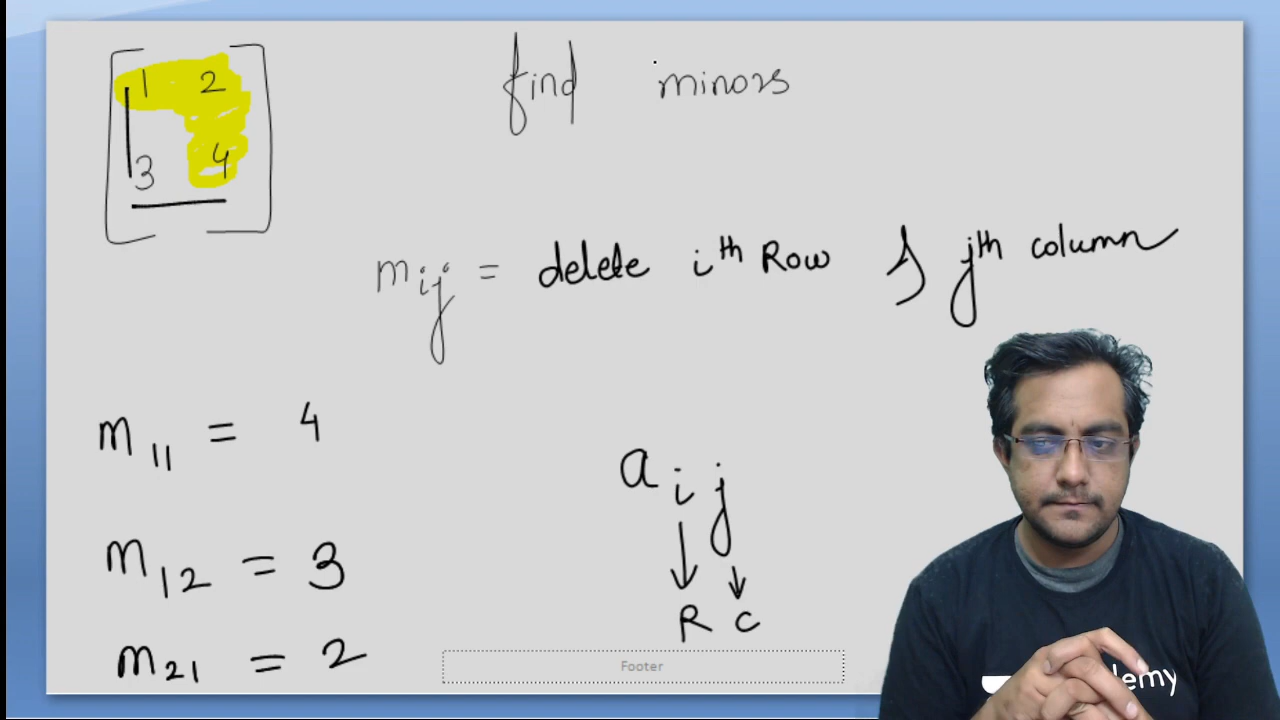 1 2
3 4
find minors
mij = delete ith Row & jth column
m11 = 4
aij
m12 = 3
R C
m21 = 2
Footer
demy